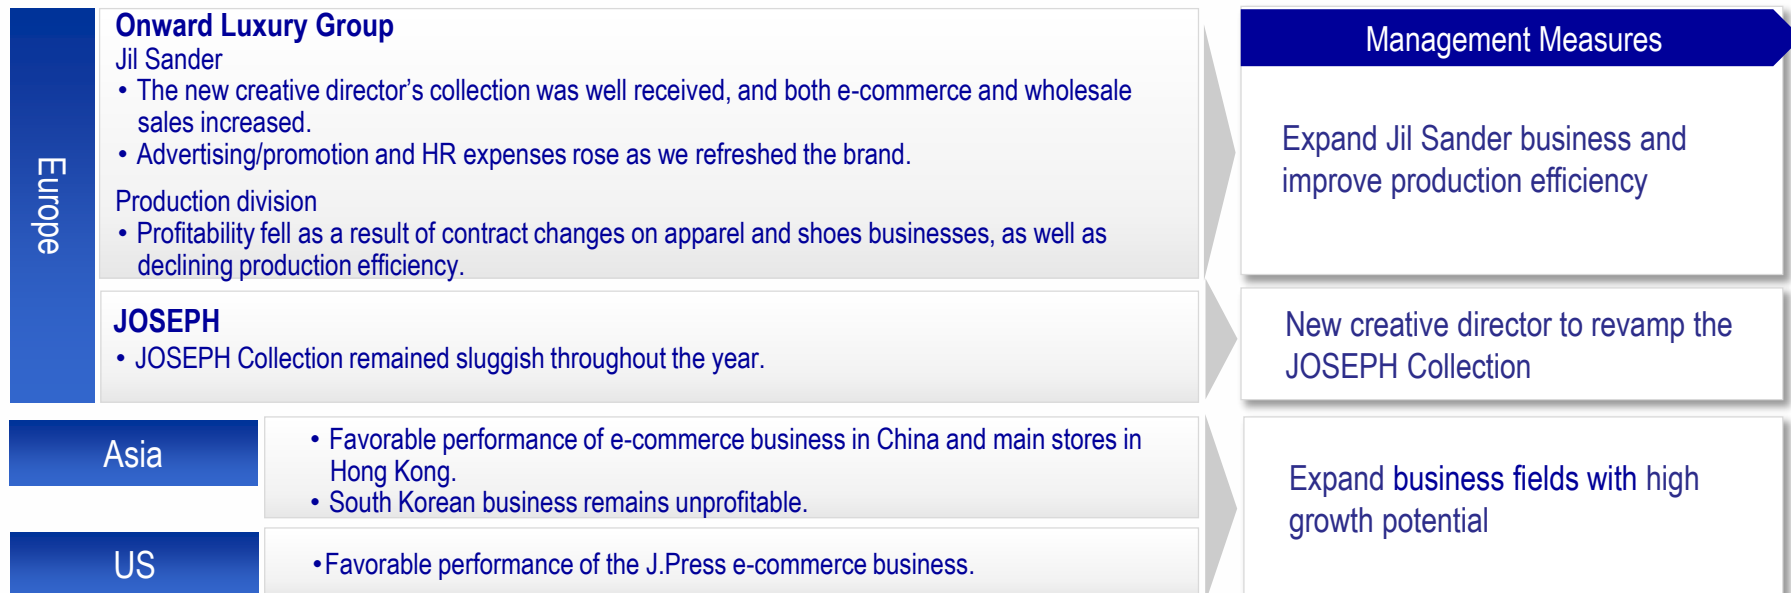 Europe
Onward Luxury Group
Jil Sander
• The new creative director's collection was well received, and both e-commerce and wholesale
sales increased.
• Advertising/promotion and HR expenses rose as we refreshed the brand.
Production division
• Profitability fell as a result of contract changes on apparel and shoes businesses, as well as
declining production efficiency.
Management Measures
Expand Jil Sander business and
improve production efficiency
JOSEPH
• JOSEPH Collection remained sluggish throughout the year.
New creative director to revamp the
JOSEPH Collection
Asia
• Favorable performance of e-commerce business in China and main stores in
Hong Kong.
• South Korean business remains unprofitable.
US
•Favorable performance of the J.Press e-commerce business.
Expand business fields with high
growth potential